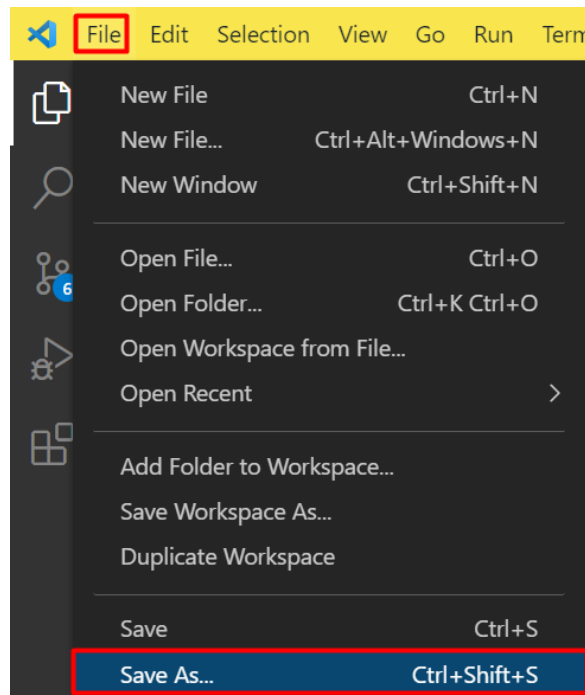 File Edit Selection View Go Run Term
New File Ctrl+N
New File... Ctrl+Alt+Windows+N
New Window Ctrl+Shift+N
Open File... Ctrl+O
Open Folder... Ctrl+K Ctrl+O
Open Workspace from File...
Open Recent
6
Add Folder to Workspace...
Save Workspace As...
Duplicate Workspace
Save Ctrl+S
Save As... Ctrl+Shift+S